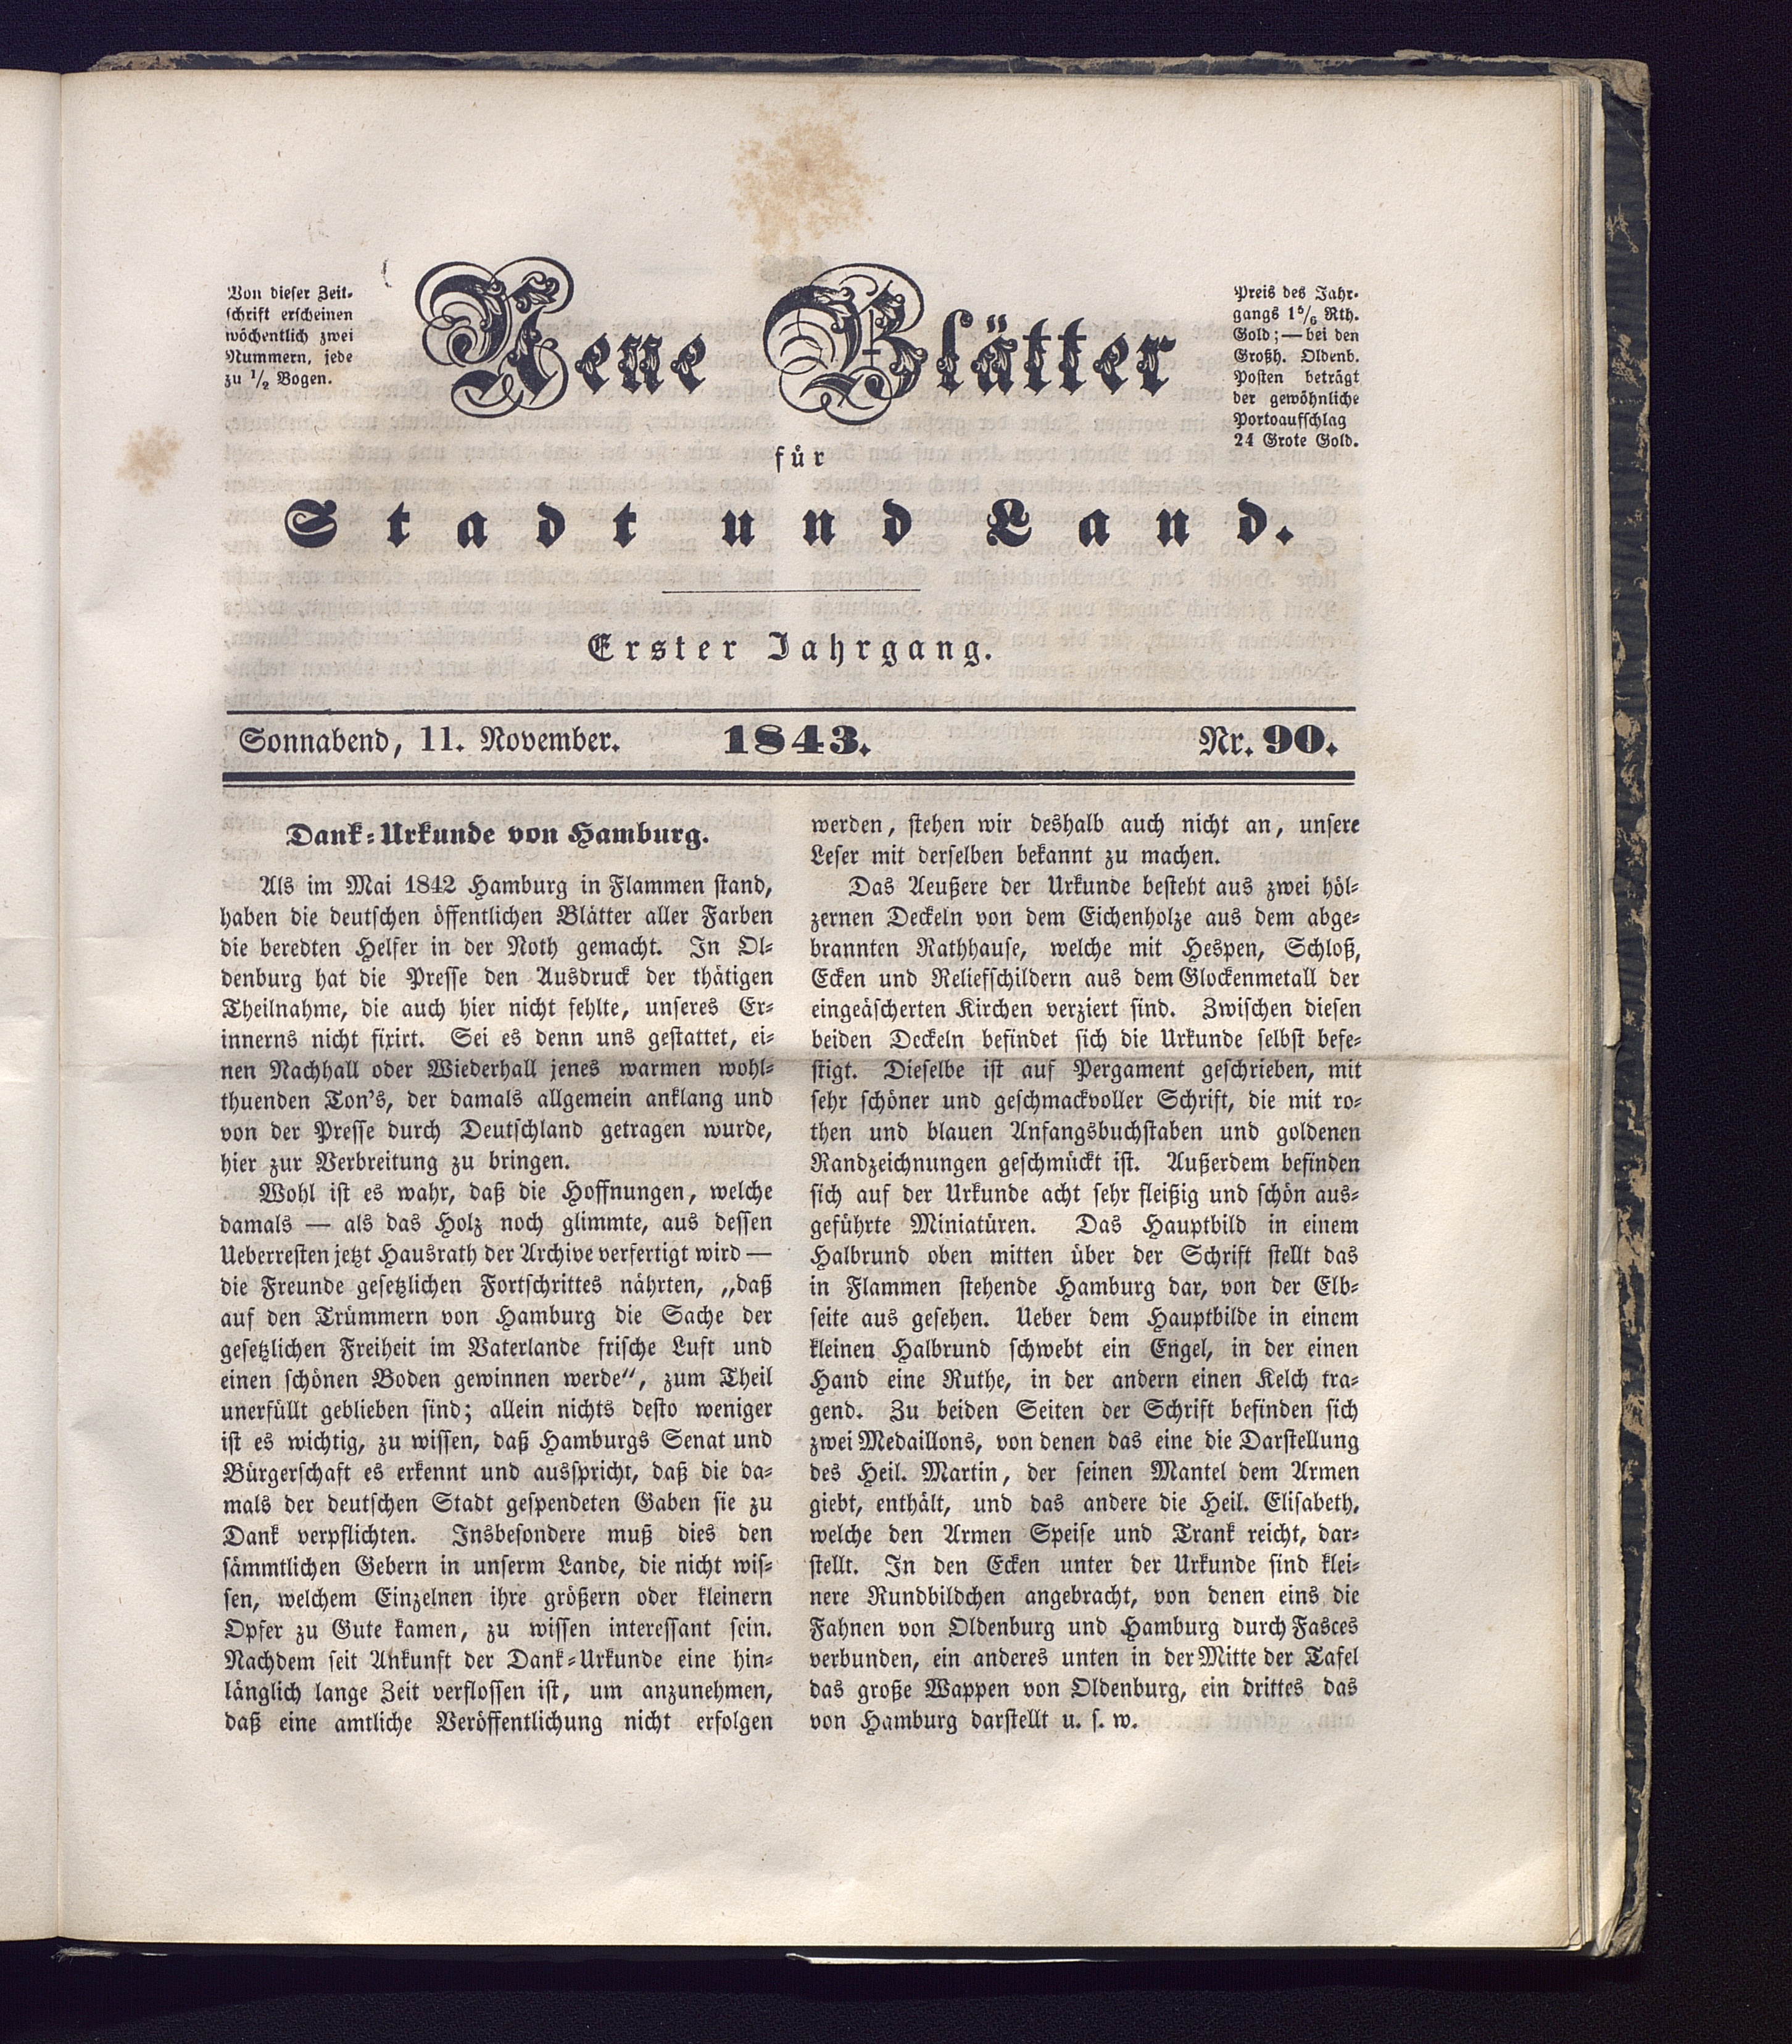 Von dieser Zeit-
schrift erscheinen
wöchentlich zwei
Nummern, jede
zu 1/2 Bogen.
Neue Blätter
Preis des Jahr-
gangs 1 5/6 Rth.
Gold;—bei den
Großh. Oldenb.
Posten beträgt
der gewöhnliche
Portoaufschlag
24 Grote Gold.
für
Stadt und Land.
Erster Jahrgang.
Sonnabend, 11. November. 1843. Nr. 90.
Dank-Urkunde von Hamburg.
Als im Mai 1842 Hamburg in Flammen stand,
haben die deutschen öffentlichen Blätter aller Farben
die beredten Helfer in der Noth gemacht. In Ol-
denburg hat die Presse den Ausdruck der thätigen
Theilnahme, die auch hier nicht fehlte, unseres Er-
innerns nicht fixirt. Sei es denn uns gestattet, ei-
nen Nachhall oder Wiederhall jenes warmen wohl-
thuenden Ton's, der damals allgemein anklang und
von der Presse durch Deutschland getragen wurde,
hier zur Verbreitung zu bringen.
Wohl ist es wahr, daß die Hoffnungen, welche
damals — als das Holz noch glimmte, aus dessen
Ueberresten jetzt Hausrath der Archive verfertigt wird —
die Freunde gesetzlichen Fortschrittes nährten, „daß
auf den Trümmern von Hamburg die Sache der
gesetzlichen Freiheit im Vaterlande frische Luft und
einen schönen Boden gewinnen werde“, zum Theil
unerfüllt geblieben sind; allein nichts desto weniger
ist es wichtig, zu wissen, daß Hamburgs Senat und
Bürgerschaft es erkennt und ausspricht, daß die da-
mals der deutschen Stadt gespendeten Gaben sie zu
Dank verpflichten. Insbesondere muß dies den
sämmtlichen Gebern in unserm Lande, die nicht wis-
sen, welchem Einzelnen ihre größern oder kleinern
Opfer zu Gute kamen, zu wissen interessant sein.
Nachdem seit Ankunft der Dank-Urkunde eine hin-
länglich lange Zeit verflossen ist, um anzunehmen,
daß eine amtliche Veröffentlichung nicht erfolgen
werden, stehen wir deshalb auch nicht an, unsere
Leser mit derselben bekannt zu machen.
Das Aeußere der Urkunde besteht aus zwei höl-
zernen Deckeln von dem Eichenholze aus dem abge-
brannten Rathhause, welche mit Hespen, Schloß,
Ecken und Reliefschildern aus dem Glockenmetall der
eingeäscherten Kirchen verziert sind. Zwischen diesen
beiden Deckeln befindet sich die Urkunde selbst befe-
stigt. Dieselbe ist auf Pergament geschrieben, mit
sehr schöner und geschmackvoller Schrift, die mit ro-
then und blauen Anfangsbuchstaben und goldenen
Randzeichnungen geschmückt ist. Außerdem befinden
sich auf der Urkunde acht sehr fleißig und schön aus-
geführte Miniatüren. Das Hauptbild in einem
Halbrund oben mitten über der Schrift stellt das
in Flammen stehende Hamburg dar, von der Elb-
seite aus gesehen. Ueber dem Hauptbilde in einem
kleinen Halbrund schwebt ein Engel, in der einen
Hand eine Ruthe, in der andern einen Kelch tra-
gend. Zu beiden Seiten der Schrift befinden sich
zwei Medaillons, von denen das eine die Darstellung
des Heil. Martin, der seinen Mantel dem Armen
giebt, enthält, und das andere die Heil. Elisabeth,
welche den Armen Speise und Trank reicht, dar-
stellt. In den Ecken unter der Urkunde sind klei-
nere Rundbildchen angebracht, von denen eins die
Fahnen von Oldenburg und Hamburg durch Fasces
verbunden, ein anderes unten in der Mitte der Tafel
das große Wappen von Oldenburg, ein drittes das
von Hamburg darstellt u. s. w.